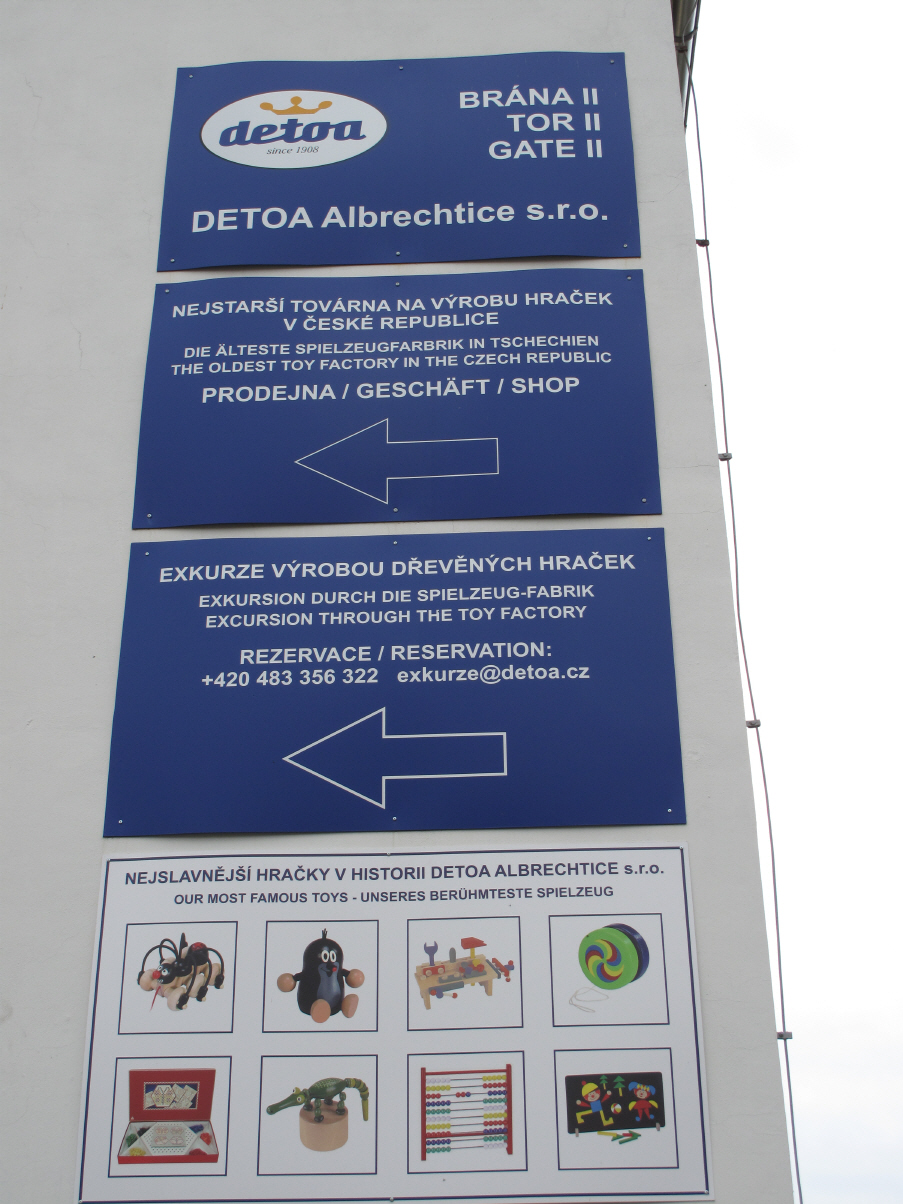 detoa
since 1908
BRÁNA II
TOR II
GATE II
DETOA Albrechtice s.r.o.
NEJSTARŠÍ TOVÁRNA NA VÝROBU HRAČEK
V ČESKÉ REPUBLICE
DIE ÄLTESTE SPIELZEUGFARBRIK IN TSCHECHIEN
THE OLDEST TOY FACTORY IN THE CZECH REPUBLIC
PRODEJNA / GESCHÄFT / SHOP
EXKURZE VÝROBOU DŘEVĚNÝCH HRAČEK
EXKURSION DURCH DIE SPIELZEUG-FABRIK
EXCURSION THROUGH THE TOY FACTORY
REZERVACE / RESERVATION:
+420 483 356 322 exkurze@detoa.cz
NEJSLAVNĚJŠÍ HRAČKY V HISTORII DETOA ALBRECHTICE s.r.o.
OUR MOST FAMOUS TOYS - UNSERES BERÜHMTESTE SPIELZEUG